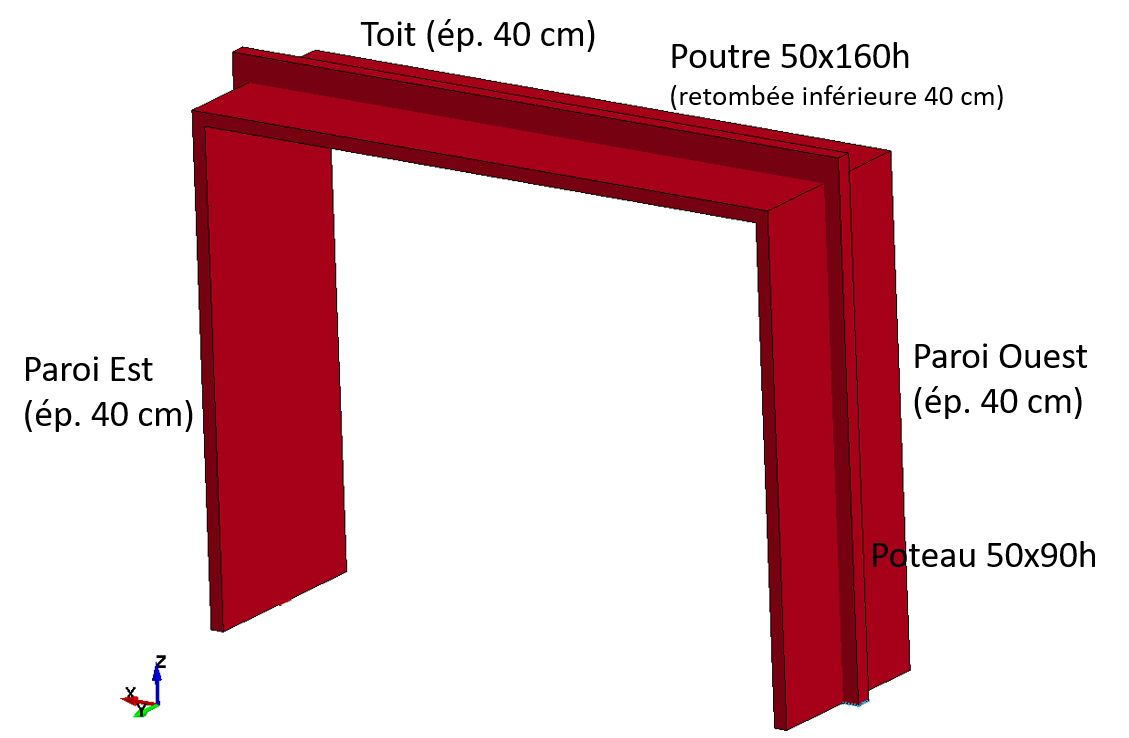 Toit (ép. 40 cm)
Poutre 50x160h
(retombée inférieure 40 cm)
Paroi Est
(ép. 40 cm)
Paroi Ouest
(ép. 40 cm)
Poteau 50x90h
Z
X
Y